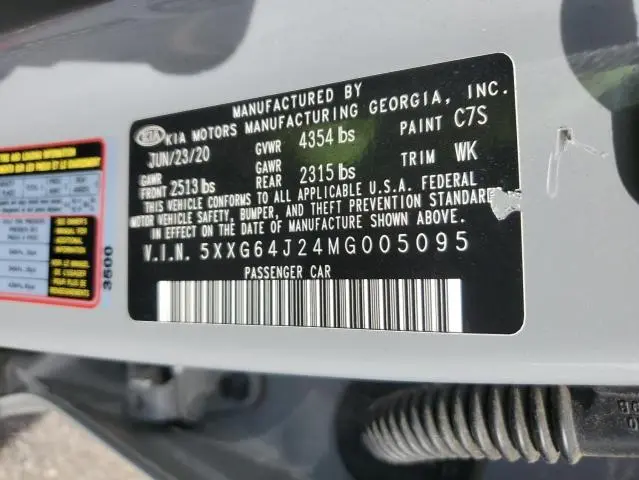 MANUFACTURED BY
KIA KIA MOTORS MANUFACTURING GEORGIA, INC.
JUN/23/20 GVWR 4354 lbs PAINT C7S
GAWR FRONT 2513 lbs GAWR REAR 2315 lbs TRIM WK
THIS VEHICLE CONFORMS TO ALL APPLICABLE U.S.A. FEDERAL
MOTOR VEHICLE SAFETY, BUMPER, AND THEFT PREVENTION STANDARD
IN EFFECT ON THE DATE OF MANUFACTURE SHOWN ABOVE.
V.I.N. 5XXG64J24MG005095
PASSENGER CAR
3500